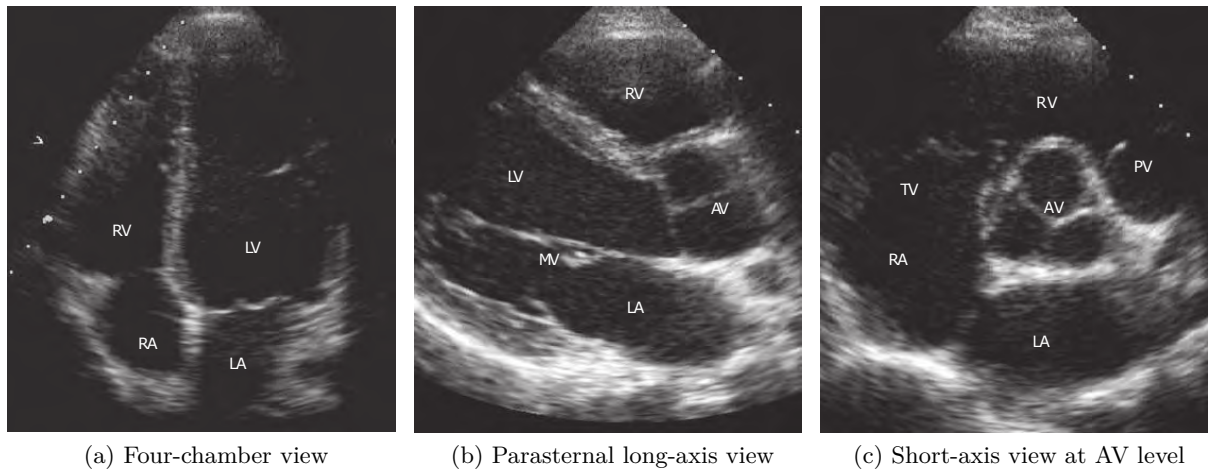 RV
LV
RA
LA
RV
LV
AV
MV
LA
RV
TV
PV
AV
RA
LA
(a) Four-chamber view
(b) Parasternal long-axis view
(c) Short-axis view at AV level